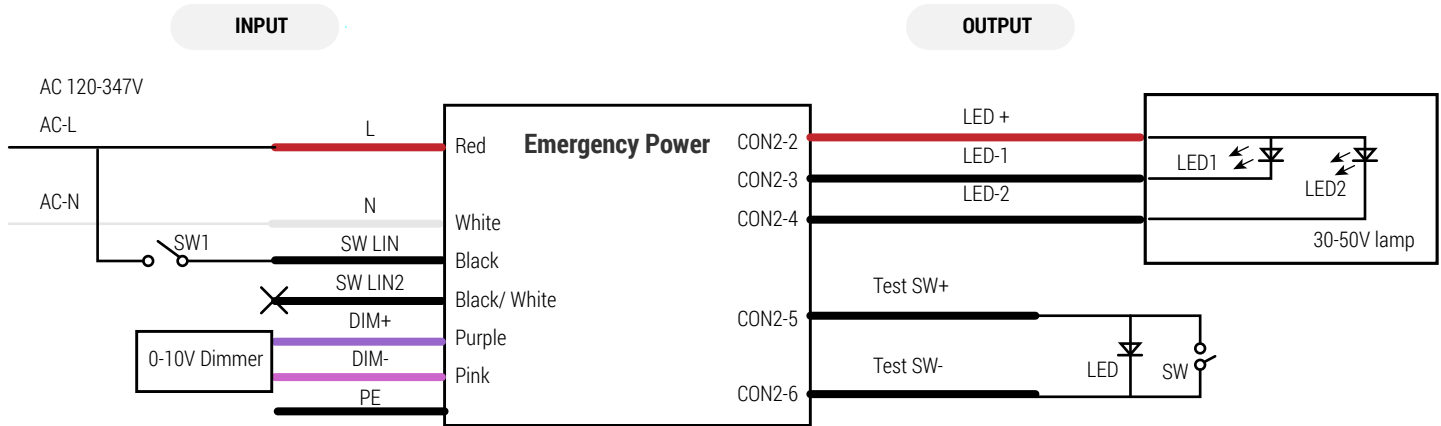 INPUT
OUTPUT
AC 120-347V
AC-L
L
Red
Emergency Power
CON2-2
LED +
LED-1
CON2-3
LED-2
LED1
LED2
AC-N
N
White
CON2-4
30-50V lamp
SW1
SW LIN
Black
SW LIN2
Black/ White
Test SW+
CON2-5
DIM+
Purple
0-10V Dimmer
DIM-
Pink
Test SW-
LED
SW
CON2-6
PE